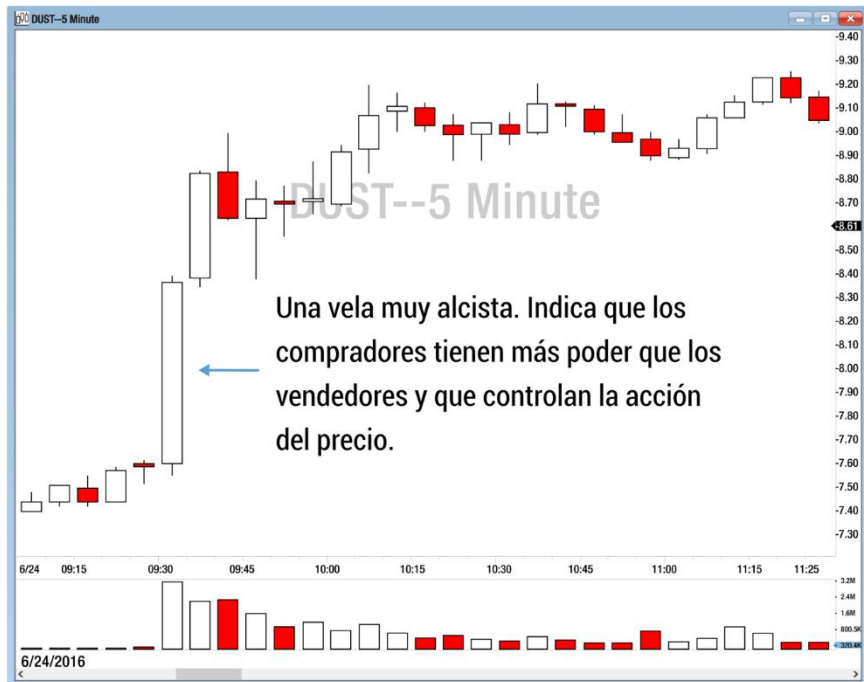 DUST--5 Minute
9.40
9.30
9.20
9.10
9.00
8.90
8.80
DUST--5 Minute
8.70
8.61
8.50
8.40
8.30
Una vela muy alcista. Indica que los
8.20
compradores tienen más poder que los
8.10
8.00
vendedores y que controlan la acción
7.90
del precio.
7.80
7.70
7.60
7.50
7.40
7.30
6/24 09:15 09:30 09:45 10:00 10:15 10:30 10:45 11:00 11:15 11:25
3.2M
2.4M
1.6M
800.5K
320.4K
6/24/2016